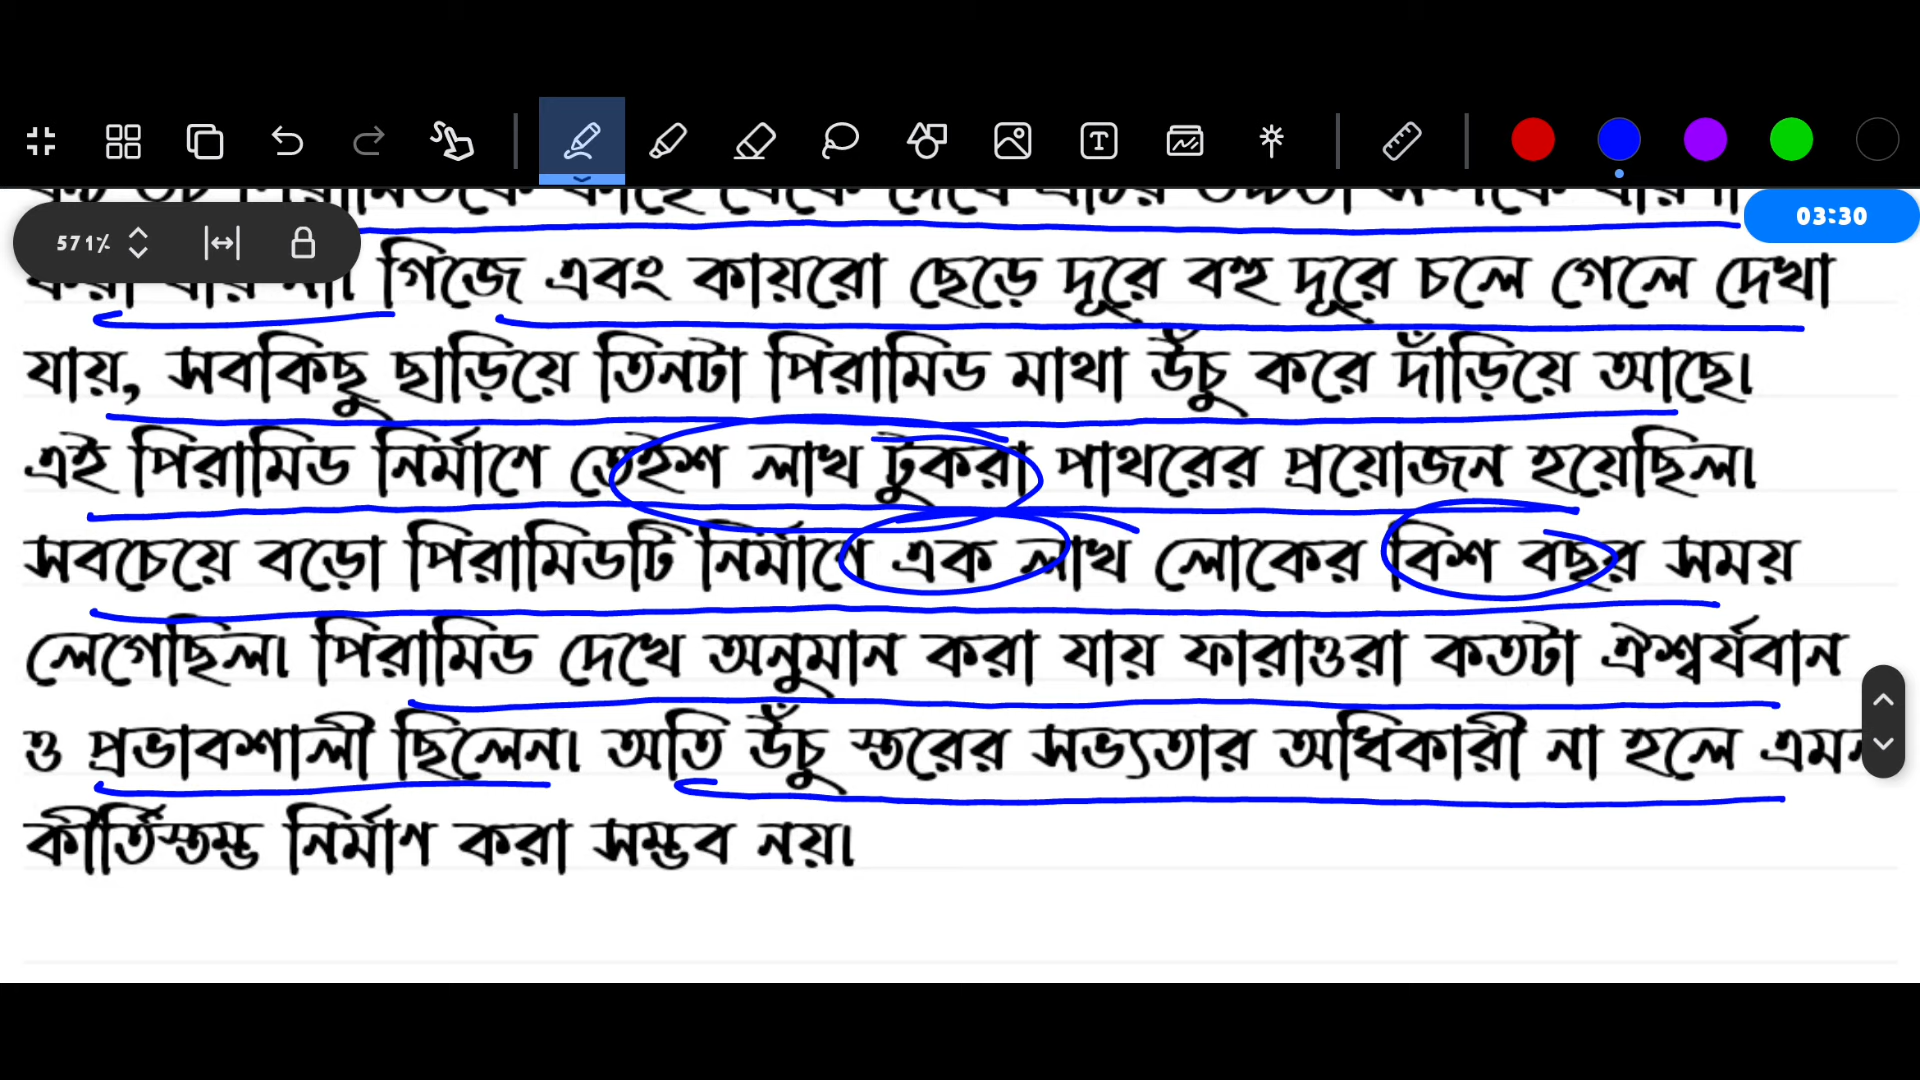 03:30
571%
গিজে এবং কায়রো ছেড়ে দূরে বহু দূরে চলে গেলে দেখা
যায়, সবকিছু ছাড়িয়ে তিনটা পিরামিড মাথা উঁচু করে দাঁড়িয়ে আছে।
এই পিরামিড নির্মাণে তেইশ লাখ টুকরা পাথরের প্রয়োজন হয়েছিল।
সবচেয়ে বড়ো পিরামিডটি নির্মাণে এক লাখ লোকের বিশ বছর সময়
লেগেছিল। পিরামিড দেখে অনুমান করা যায় ফারাওরা কতটা ঐশ্বর্যবান
ও প্রভাবশালী ছিলেন। অতি উঁচু স্তরের সভ্যতার অধিকারী না হলে এমন
কীর্তিস্তম্ভ নির্মাণ করা সম্ভব নয়।